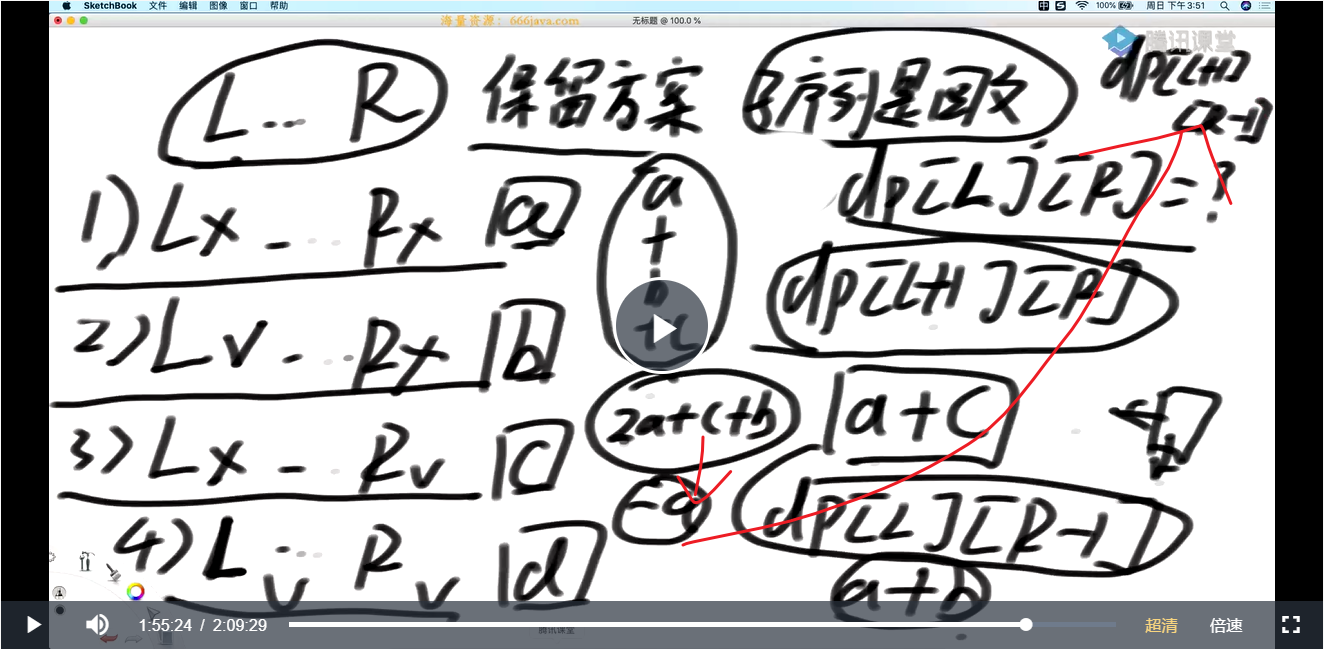 SketchBook 文件 编辑 图像 窗口 帮助
100%
周日 下午3:51
海量资源：666java.com
无标题 @ 100.0 %
腾讯课堂
L... R
保留方案
子序列是回文
dp[L+1]
[R-1]
1) Lx - .. Rx a
a
+
b
+c
dp[L][R]=?
dp[L+1][R]
2) Lv - .. Rx b
2a+c+b
a+c
3) Lx - . Rv c
-a
dp[L][R-1]
4) L ... R d
v v
a+b
1:55:24 / 2:09:29
超清
倍速
腾讯课堂